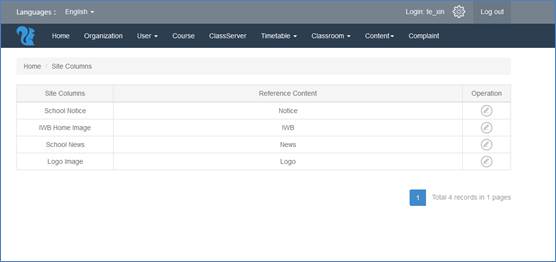 Languages : English Login: fe_xin Log out
Home Organization User Course ClassServer Timetable Classroom Content Complaint
Home / Site Columns
Site Columns Reference Content Operation
School Notice Notice
IWB Home Image IWB
School News News
Logo Image Logo
1 Total 4 records in 1 pages